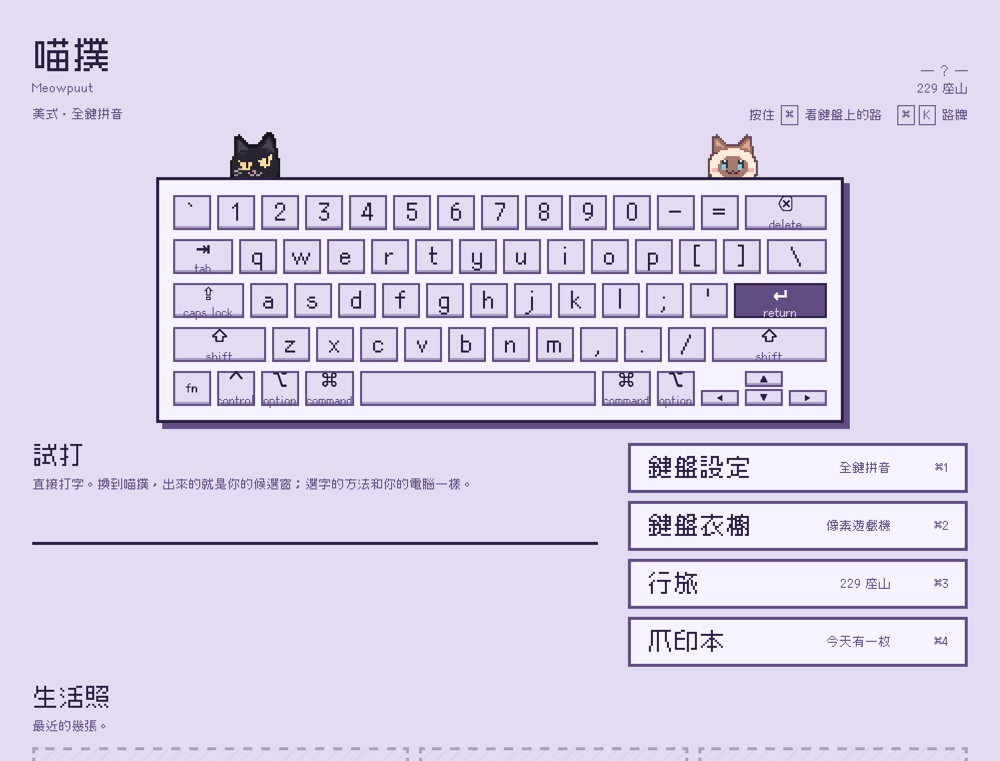 喵撲
Meowpuut
美式·全鍵拼音
— ? —
229 座山
按住 ⌘ 看鍵盤上的路 ⌘ K 路牌
` 1 2 3 4 5 6 7 8 9 0 - = delete
tab q w e r t y u i o p [ ] \
caps lock a s d f g h j k l ; ' return
shift z x c v b n m , . / shift
fn control option command command option
試打
直接打字。換到喵撲，出來的就是你的候選窗；選字的方法和你的電腦一樣。
鍵盤設定 全鍵拼音 ⌘1
鍵盤衣櫥 像素遊戲機 ⌘2
行旅 229 座山 ⌘3
爪印本 今天有一枚 ⌘4
生活照
最近的幾張。